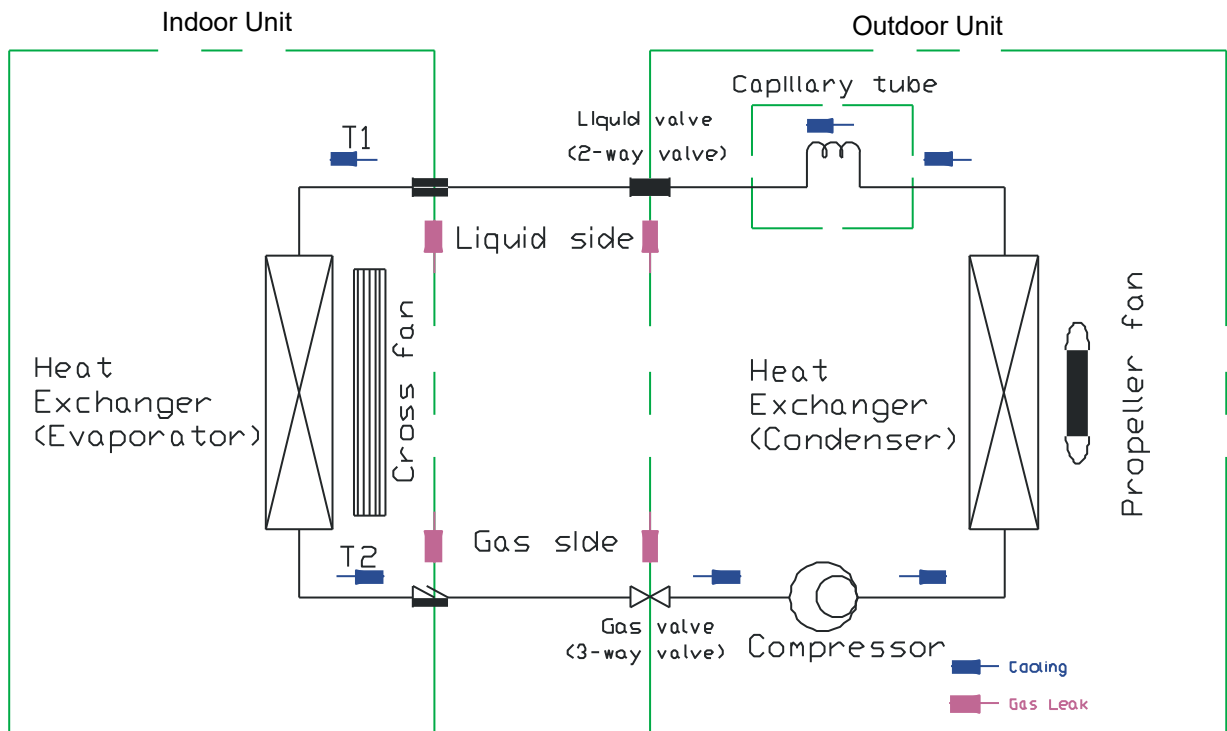 Indoor Unit
Outdoor Unit
Capillary tube
T1
Liquid valve
(2-way valve)
Liquid side
Heat
Exchanger
(Evaporator)
Cross fan
Heat
Exchanger
(Condenser)
Propeller fan
Gas side
T2
Gas valve
(3-way valve)
Compressor
Cooling
Gas Leak